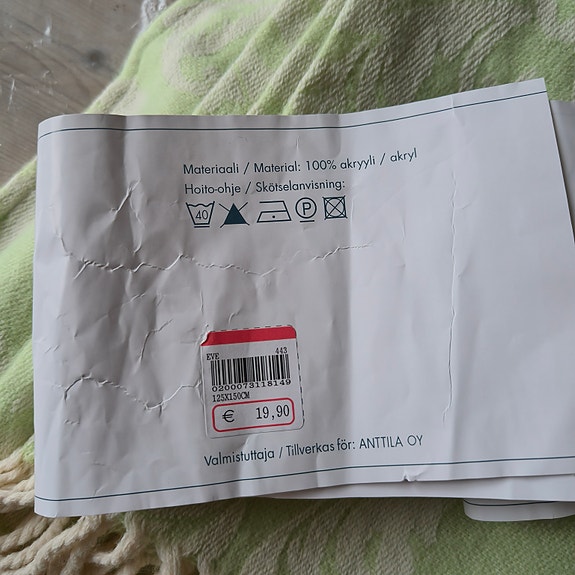 Materiaali / Material: 100% akryyli / akryl
Hoito-ohje / Skötselanvisning:
40 P
EVE 443
0200073118149
125X150CM
€ 19,90
Valmistuttaja / Tillverkas för: ANTTILA OY